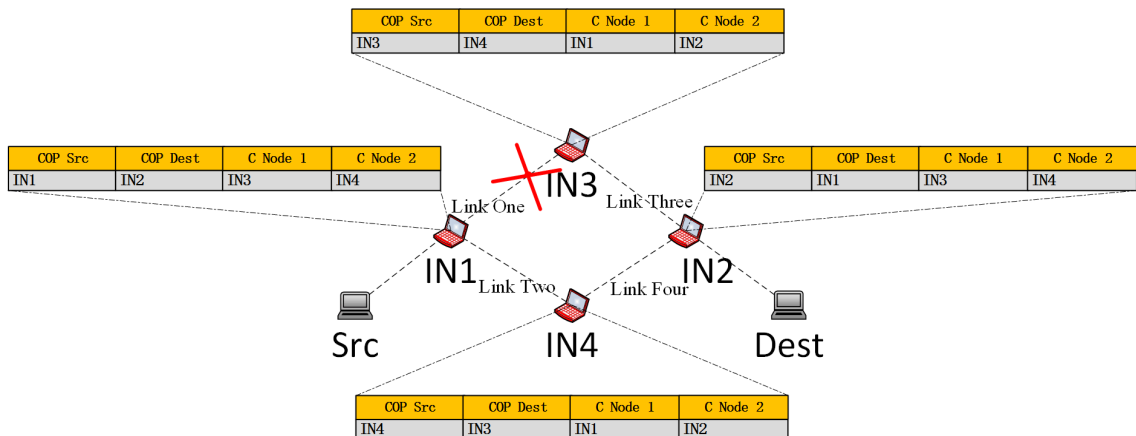 COP Src COP Dest C Node 1 C Node 2
IN3 IN4 IN1 IN2
COP Src COP Dest C Node 1 C Node 2
IN1 IN2 IN3 IN4
COP Src COP Dest C Node 1 C Node 2
IN2 IN1 IN3 IN4
IN3
Link One
Link Three
IN1
IN2
Link Two
Link Four
Src
IN4
Dest
COP Src COP Dest C Node 1 C Node 2
IN4 IN3 IN1 IN2